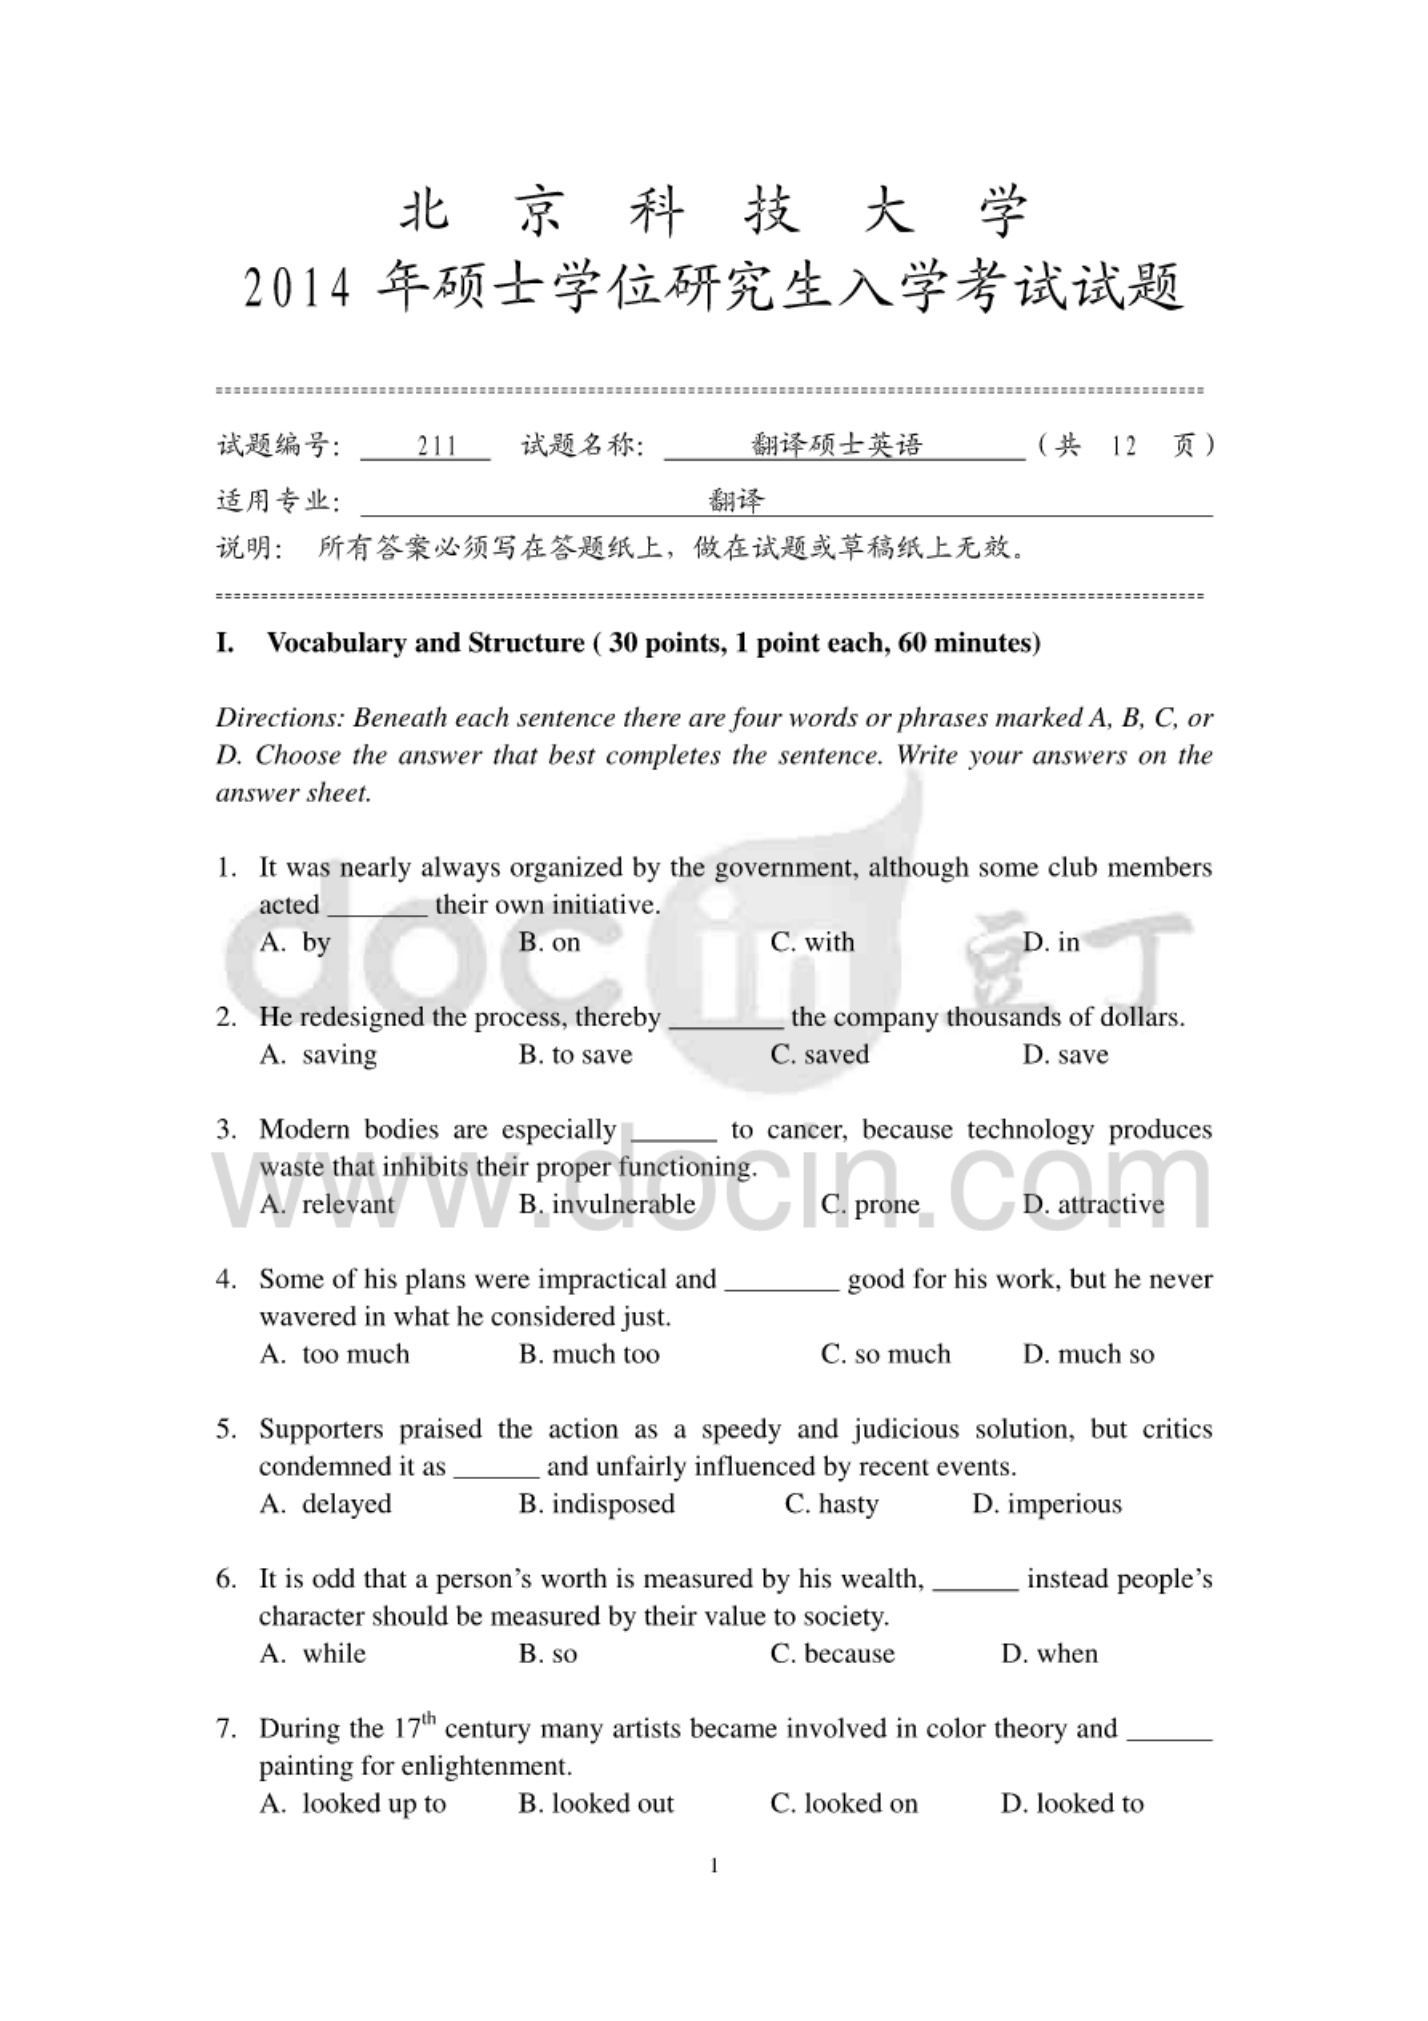 北 京 科 技 大 学
2014 年硕士学位研究生入学考试试题
试题编号： 211 试题名称： 翻译硕士英语 （共 12 页）
适用专业： 翻译
说明： 所有答案必须写在答题纸上，做在试题或草稿纸上无效。
I. Vocabulary and Structure ( 30 points, 1 point each, 60 minutes)
Directions: Beneath each sentence there are four words or phrases marked A, B, C, or
D. Choose the answer that best completes the sentence. Write your answers on the
answer sheet.
1. It was nearly always organized by the government, although some club members
acted _______ their own initiative.
A. by B. on C. with D. in
2. He redesigned the process, thereby ________ the company thousands of dollars.
A. saving B. to save C. saved D. save
3. Modern bodies are especially ______ to cancer, because technology produces
waste that inhibits their proper functioning.
A. relevant B. invulnerable C. prone D. attractive
4. Some of his plans were impractical and ________ good for his work, but he never
wavered in what he considered just.
A. too much B. much too C. so much D. much so
5. Supporters praised the action as a speedy and judicious solution, but critics
condemned it as ______ and unfairly influenced by recent events.
A. delayed B. indisposed C. hasty D. imperious
6. It is odd that a person's worth is measured by his wealth, ______ instead people's
character should be measured by their value to society.
A. while B. so C. because D. when
7. During the 17th century many artists became involved in color theory and ______
painting for enlightenment.
A. looked up to B. looked out C. looked on D. looked to
1
docin 豆丁
www.docin.com